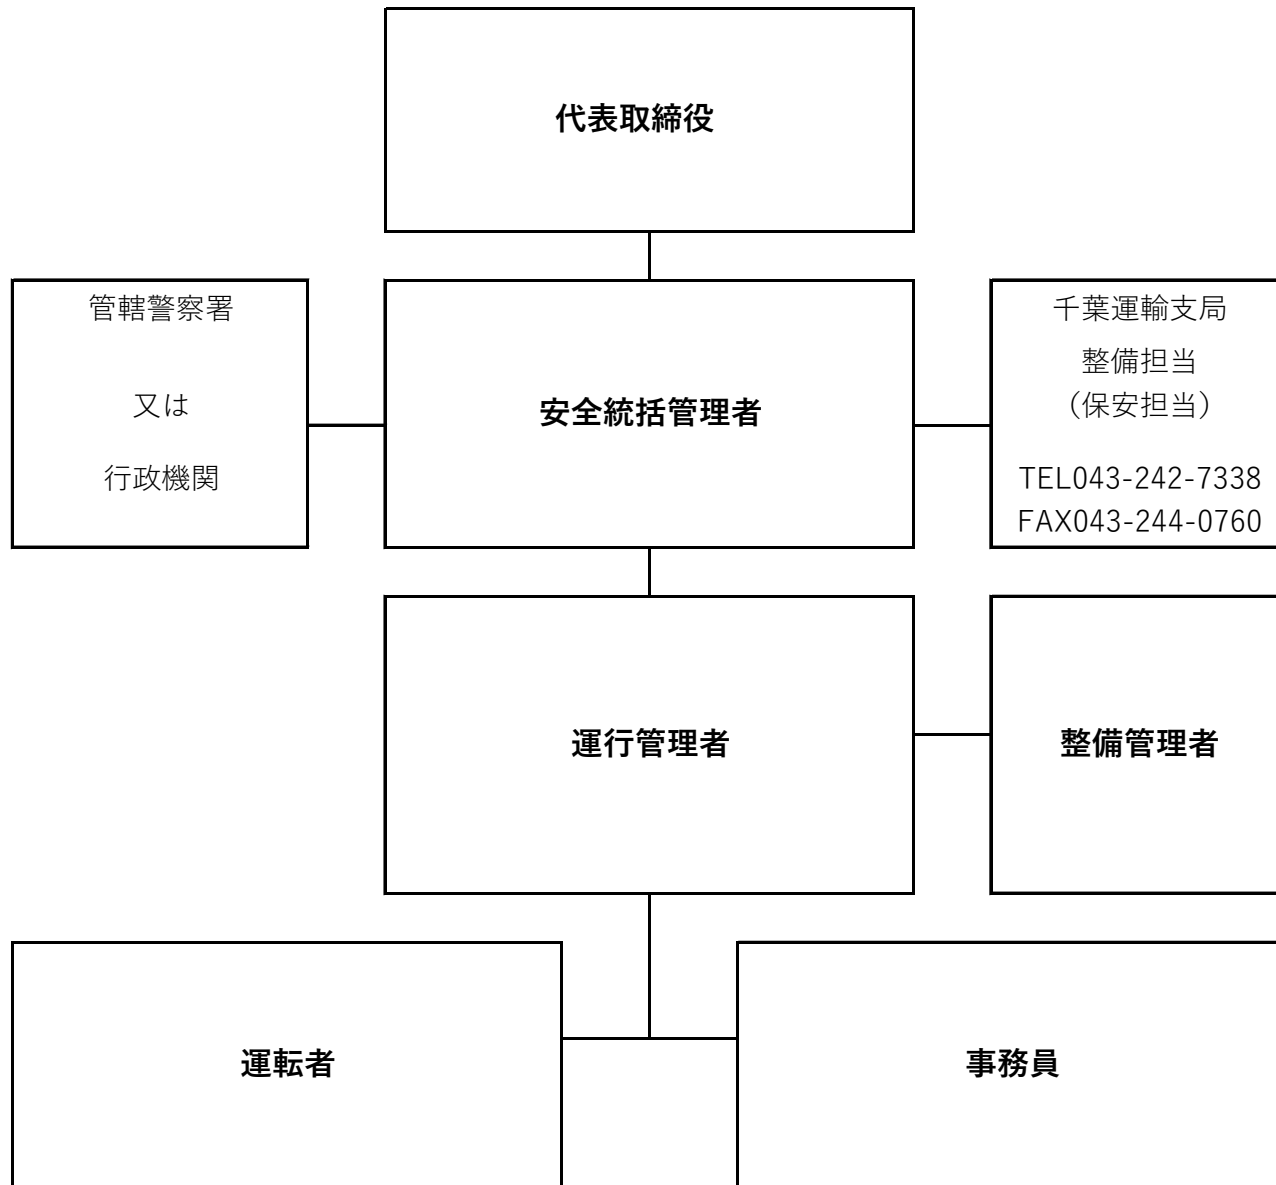 代表取締役
管轄警察署
又は
行政機関
安全統括管理者
千葉運輸支局
整備担当
（保安担当）
TEL043-242-7338
FAX043-244-0760
運行管理者
整備管理者
運転者
事務員